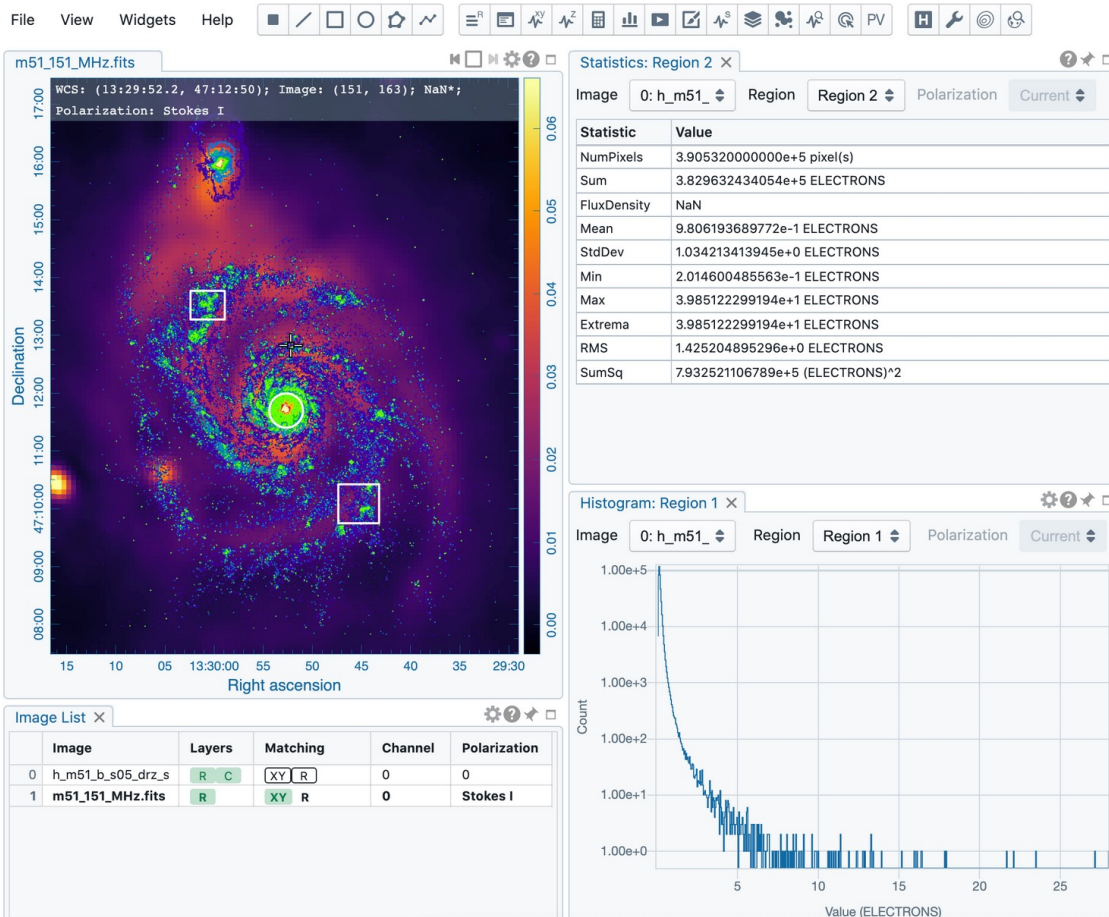 File View Widgets Help PV H
m51_151_MHz.fits
WCS: (13:29:52.2, 47:12:50); Image: (151, 163); NaN*;
Polarization: Stokes I
17:00
16:00
15:00
14:00
13:00
12:00
11:00
47:10:00
09:00
08:00
Declination
0.06
0.05
0.04
0.03
0.02
0.01
0.00
15 10 05 13:30:00 55 50 45 40 35 29:30
Right ascension
Image List
Image Layers Matching Channel Polarization
0 h_m51_b_s05_drz_s R C XY R 0 0
1 m51_151_MHz.fits R XY R 0 Stokes I
Statistics: Region 2
Image 0: h_m51_ Region Region 2 Polarization Current
Statistic Value
NumPixels 3.905320000000e+5 pixel(s)
Sum 3.829632434054e+5 ELECTRONS
FluxDensity NaN
Mean 9.806193689772e-1 ELECTRONS
StdDev 1.034213413945e+0 ELECTRONS
Min 2.014600485563e-1 ELECTRONS
Max 3.985122299194e+1 ELECTRONS
Extrema 3.985122299194e+1 ELECTRONS
RMS 1.425204895296e+0 ELECTRONS
SumSq 7.932521106789e+5 (ELECTRONS)^2
Histogram: Region 1
Image 0: h_m51_ Region Region 1 Polarization Current
1.00e+5
1.00e+4
1.00e+3
1.00e+2
1.00e+1
1.00e+0
Count
5 10 15 20 25
Value (ELECTRONS)